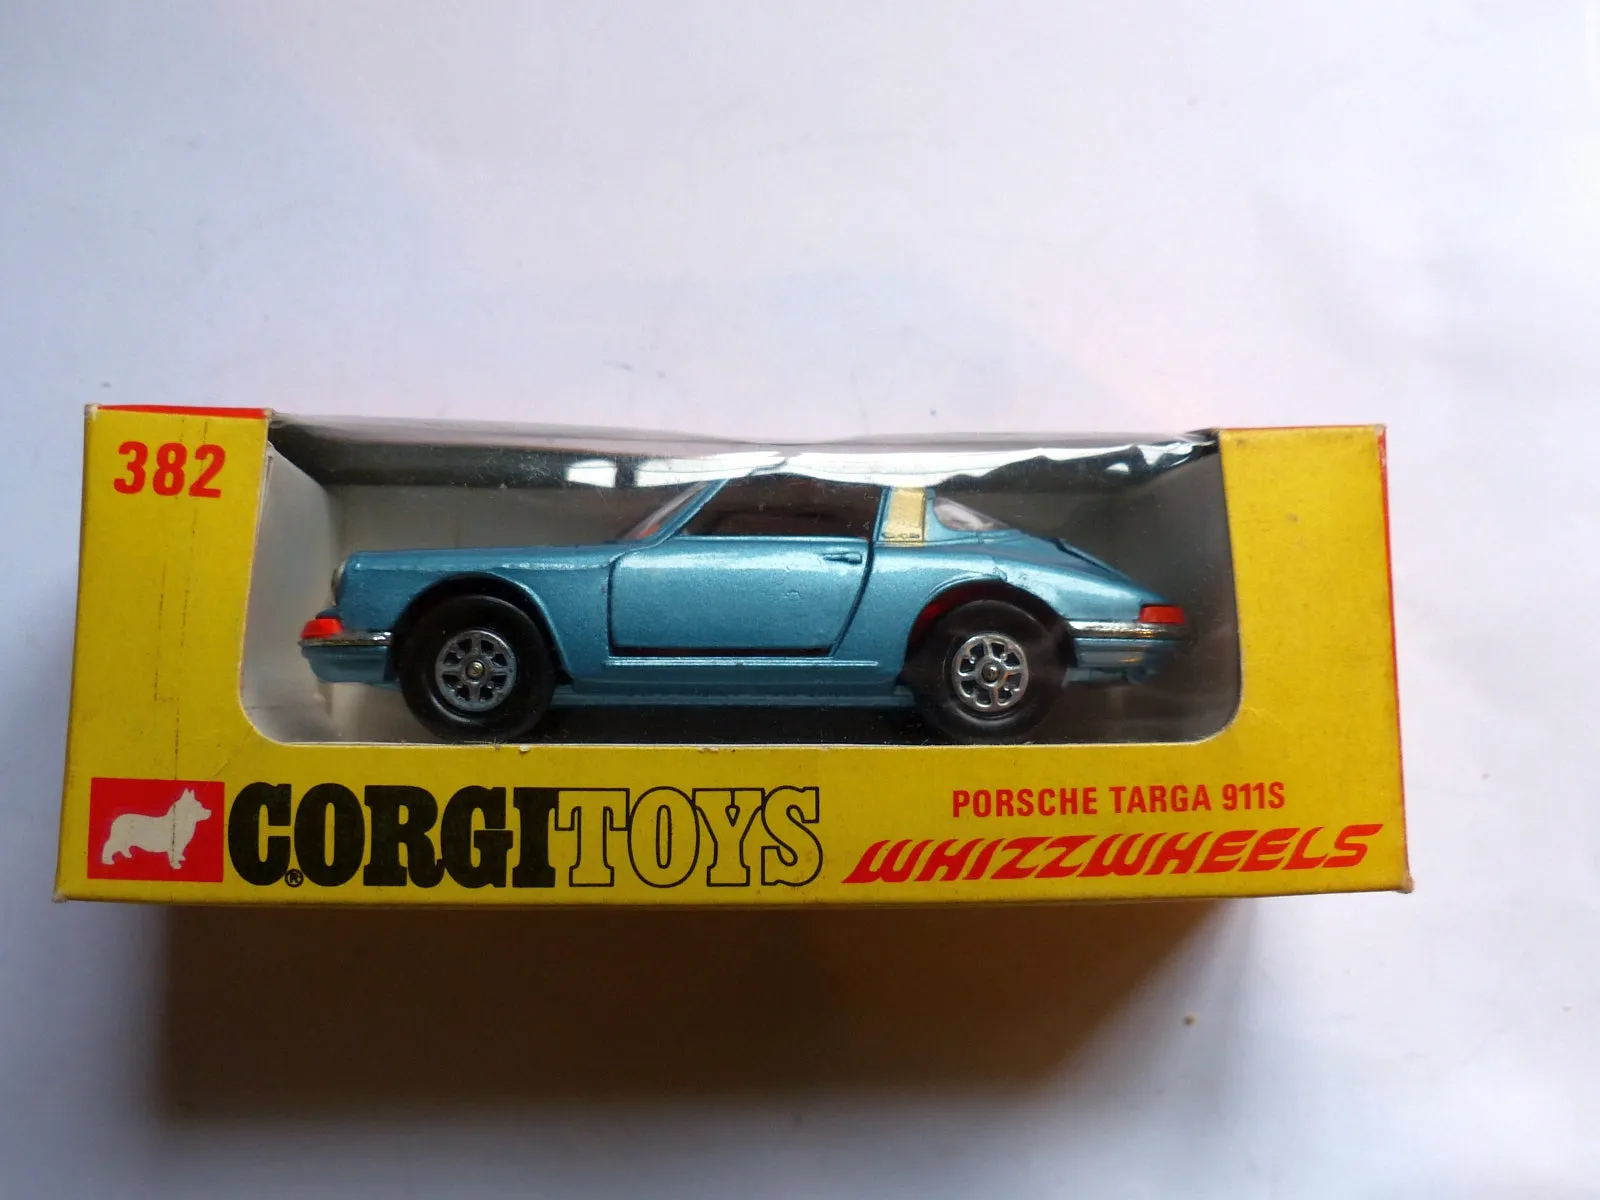 382
CORGI TOYS
®
PORSCHE TARGA 911S
WHIZZWHEELS